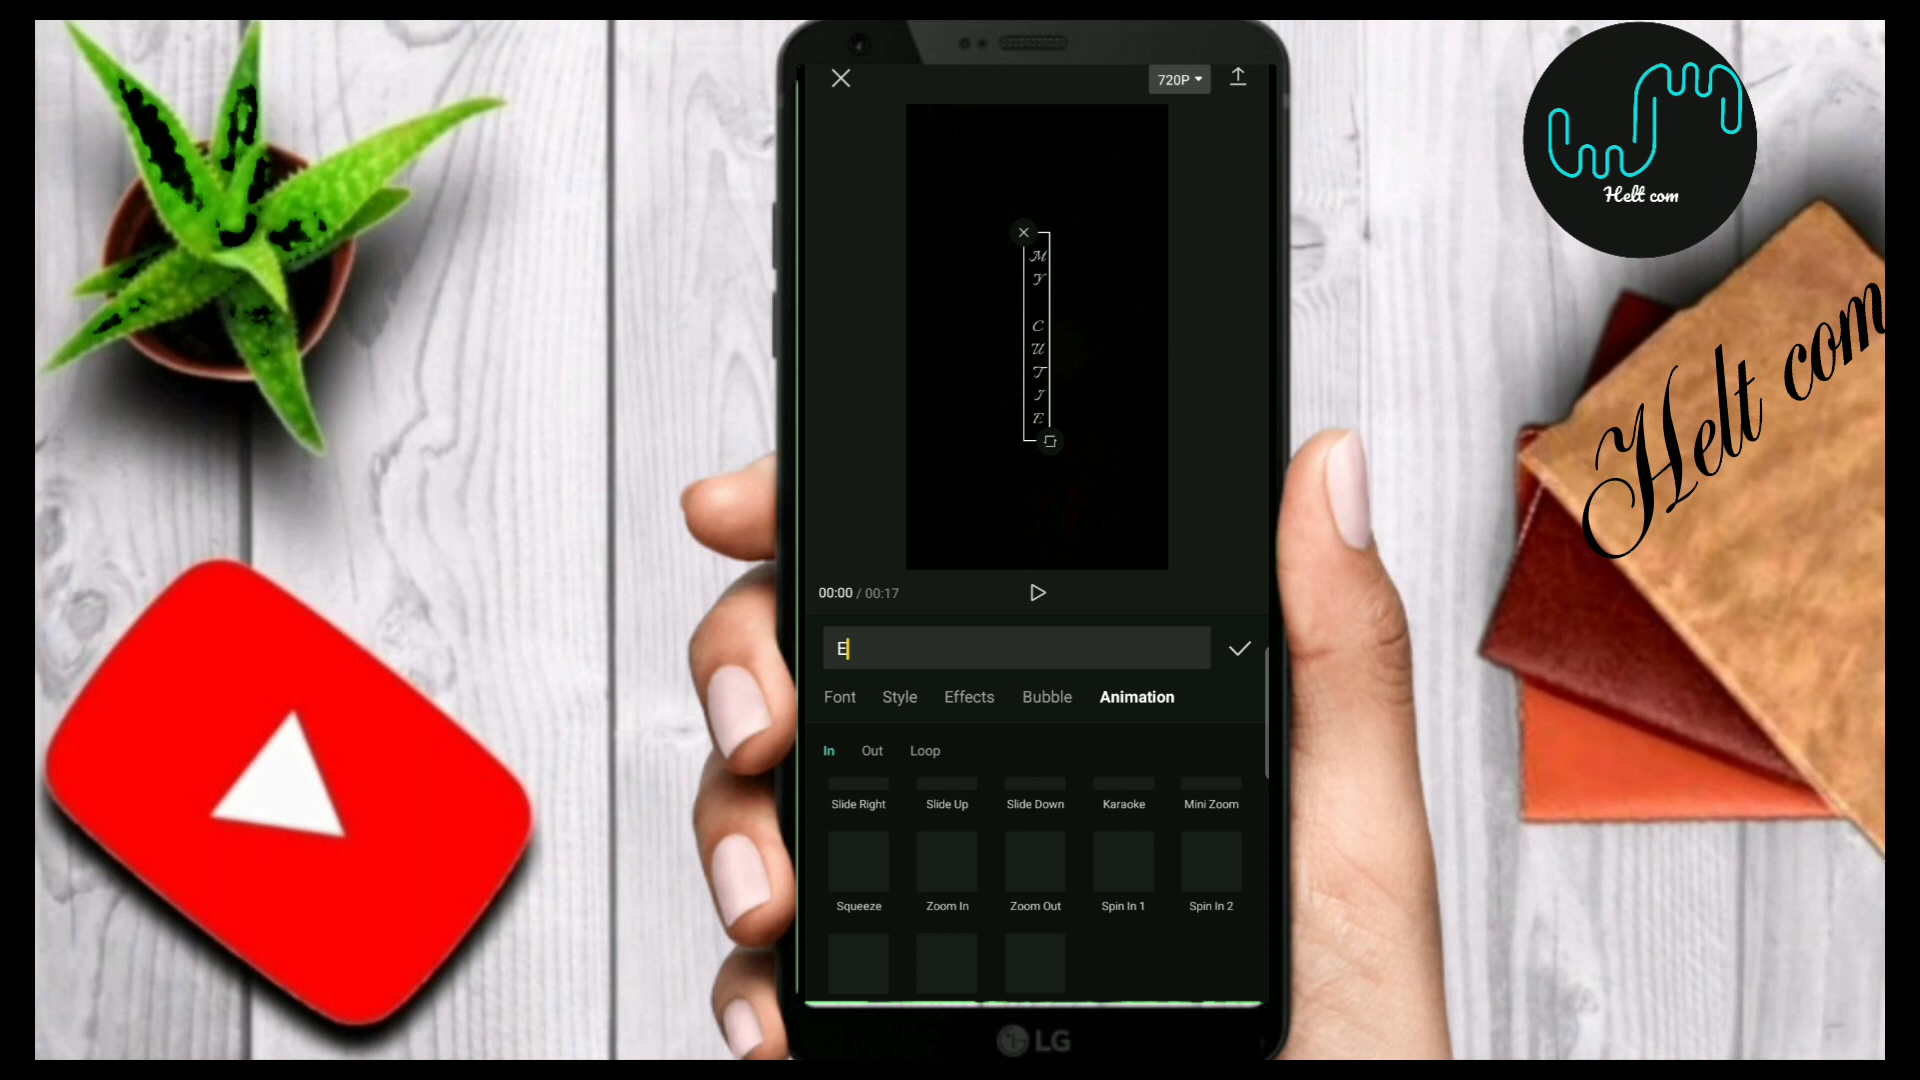 720P
Helt com
Helt com
M
Y
C
U
T
I
E
00:00 / 00:17
E
Font Style Effects Bubble Animation
In Out Loop
Slide Right Slide Up Slide Down Karaoke Mini Zoom
Squeeze Zoom In Zoom Out Spin In 1 Spin In 2
LG